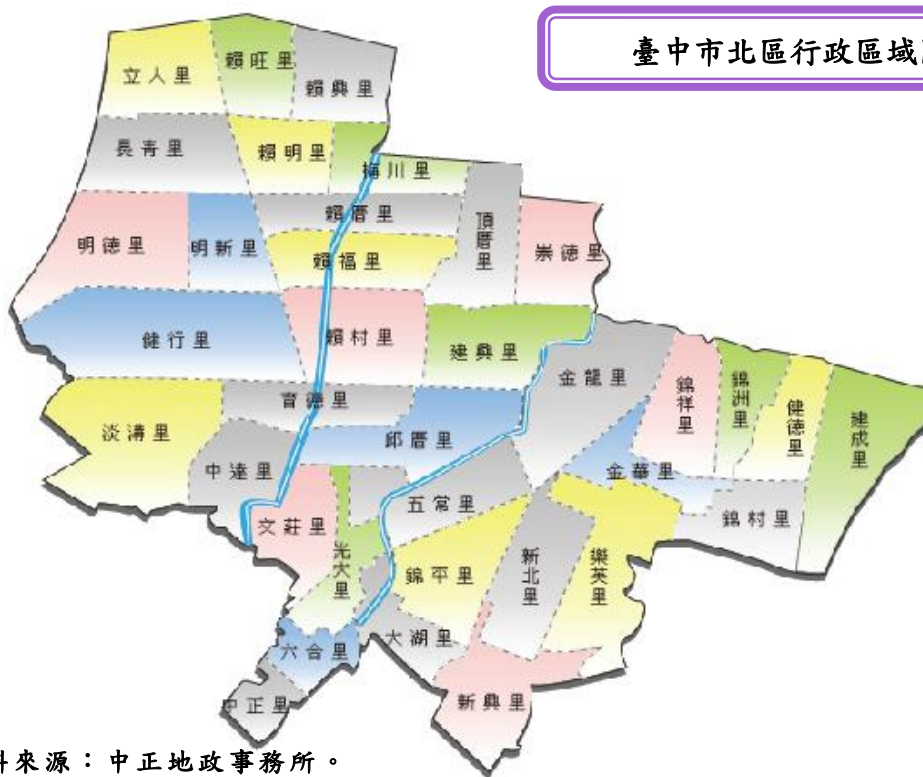 臺中市北區行政區域
立人里
賴旺里
賴興里
長青里
賴明里
梅川里
賴厝里
頂厝里
明德里
明新里
賴福里
崇德里
健行里
賴村里
建興里
金龍里
錦祥里
錦洲里
健德里
建成里
育德里
淡溝里
邱厝里
中達里
金華里
五常里
錦村里
文莊里
光大里
錦平里
新北里
樂英里
大湖里
六合里
中正里
新興里
料來源：中正地政事務所。